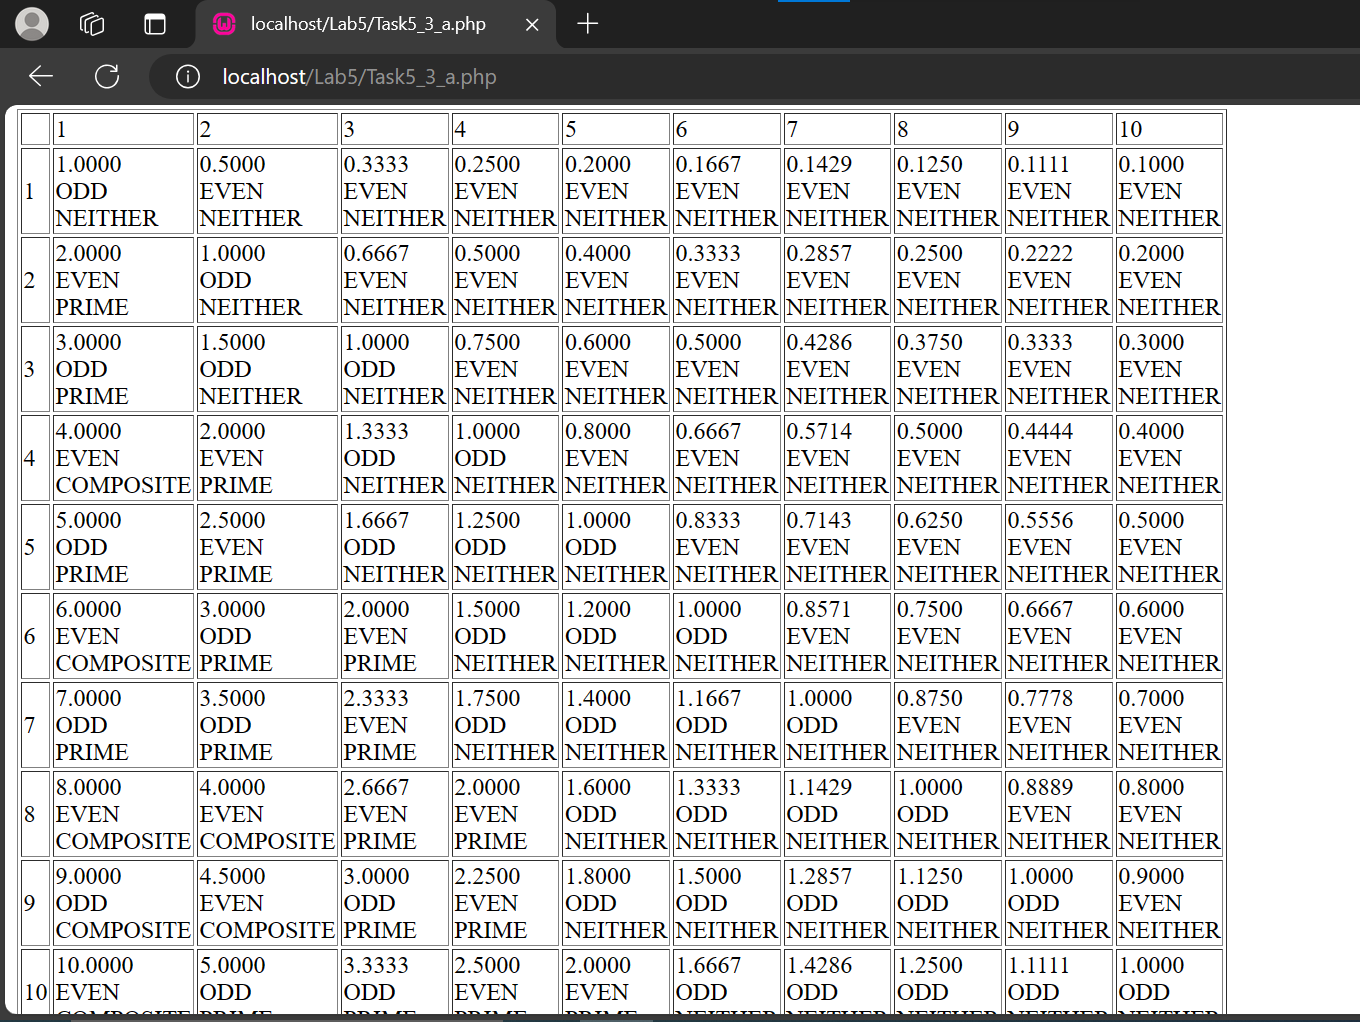 localhost/Lab5/Task5_3_a.php
localhost/Lab5/Task5_3_a.php
1 2 3 4 5 6 7 8 9 10
1.0000 0.5000 0.3333 0.2500 0.2000 0.1667 0.1429 0.1250 0.1111 0.1000
1 ODD EVEN EVEN EVEN EVEN EVEN EVEN EVEN EVEN EVEN
NEITHER NEITHER NEITHER NEITHER NEITHER NEITHER NEITHER NEITHER NEITHER NEITHER
2.0000 1.0000 0.6667 0.5000 0.4000 0.3333 0.2857 0.2500 0.2222 0.2000
2 EVEN ODD EVEN EVEN EVEN EVEN EVEN EVEN EVEN EVEN
PRIME NEITHER NEITHER NEITHER NEITHER NEITHER NEITHER NEITHER NEITHER NEITHER
3.0000 1.5000 1.0000 0.7500 0.6000 0.5000 0.4286 0.3750 0.3333 0.3000
3 ODD ODD ODD EVEN EVEN EVEN EVEN EVEN EVEN EVEN
PRIME NEITHER NEITHER NEITHER NEITHER NEITHER NEITHER NEITHER NEITHER NEITHER
4.0000 2.0000 1.3333 1.0000 0.8000 0.6667 0.5714 0.5000 0.4444 0.4000
4 EVEN EVEN ODD ODD EVEN EVEN EVEN EVEN EVEN EVEN
COMPOSITE PRIME NEITHER NEITHER NEITHER NEITHER NEITHER NEITHER NEITHER NEITHER
5.0000 2.5000 1.6667 1.2500 1.0000 0.8333 0.7143 0.6250 0.5556 0.5000
5 ODD EVEN ODD ODD ODD EVEN EVEN EVEN EVEN EVEN
PRIME PRIME NEITHER NEITHER NEITHER NEITHER NEITHER NEITHER NEITHER NEITHER
6.0000 3.0000 2.0000 1.5000 1.2000 1.0000 0.8571 0.7500 0.6667 0.6000
6 EVEN ODD EVEN ODD ODD ODD EVEN EVEN EVEN EVEN
COMPOSITE PRIME PRIME NEITHER NEITHER NEITHER NEITHER NEITHER NEITHER NEITHER
7.0000 3.5000 2.3333 1.7500 1.4000 1.1667 1.0000 0.8750 0.7778 0.7000
7 ODD ODD EVEN ODD ODD ODD ODD EVEN EVEN EVEN
PRIME PRIME PRIME NEITHER NEITHER NEITHER NEITHER NEITHER NEITHER NEITHER
8.0000 4.0000 2.6667 2.0000 1.6000 1.3333 1.1429 1.0000 0.8889 0.8000
8 EVEN EVEN EVEN EVEN ODD ODD ODD ODD EVEN EVEN
COMPOSITE COMPOSITE PRIME PRIME NEITHER NEITHER NEITHER NEITHER NEITHER NEITHER
9.0000 4.5000 3.0000 2.2500 1.8000 1.5000 1.2857 1.1250 1.0000 0.9000
9 ODD EVEN ODD EVEN ODD ODD ODD ODD ODD EVEN
COMPOSITE COMPOSITE PRIME PRIME NEITHER NEITHER NEITHER NEITHER NEITHER NEITHER
10.0000 5.0000 3.3333 2.5000 2.0000 1.6667 1.4286 1.2500 1.1111 1.0000
10 EVEN ODD ODD EVEN EVEN ODD ODD ODD ODD ODD